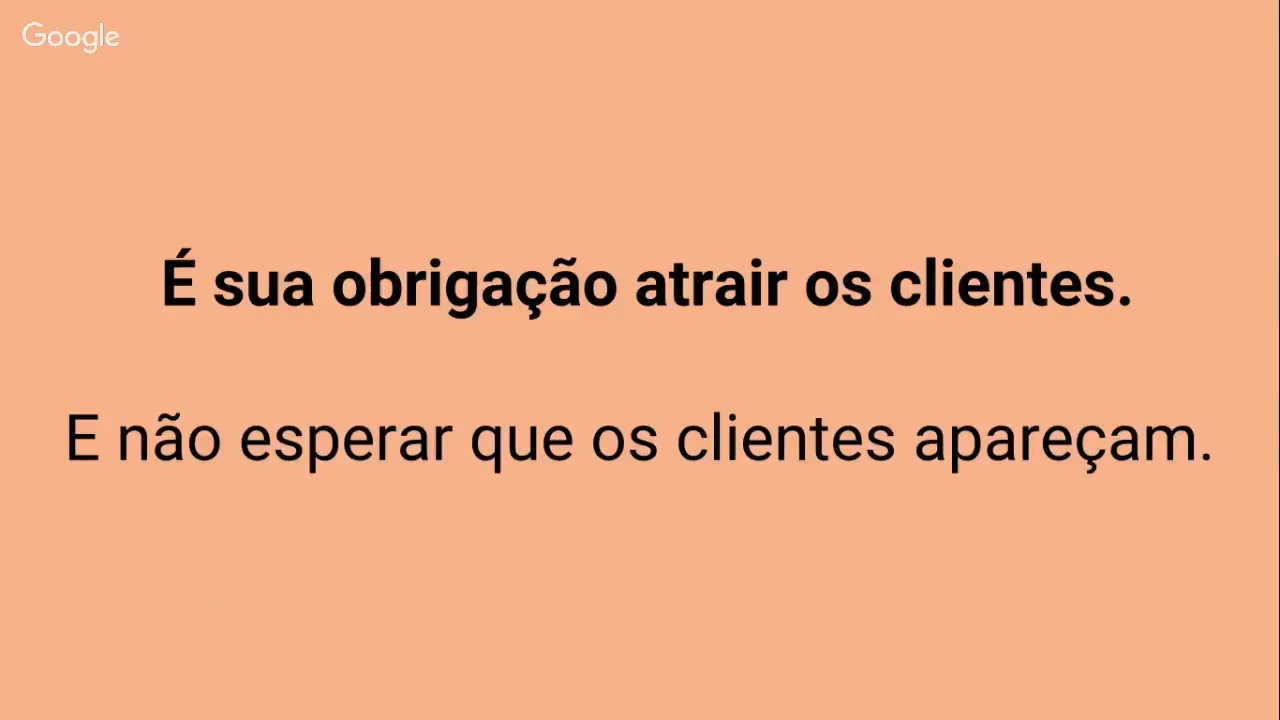 Google
É sua obrigação atrair os clientes.
E não esperar que os clientes apareçam.